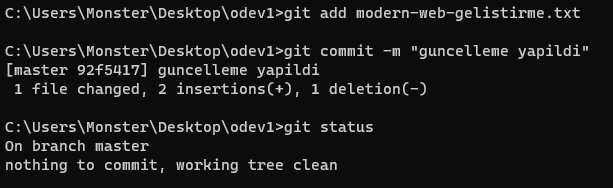 C:\Users\Monster\Desktop\odev1>git add modern-web-gelistirme.txt
C:\Users\Monster\Desktop\odev1>git commit -m "guncelleme yapildi"
[master 92f5417] guncelleme yapildi
 1 file changed, 2 insertions(+), 1 deletion(-)
C:\Users\Monster\Desktop\odev1>git status
On branch master
nothing to commit, working tree clean